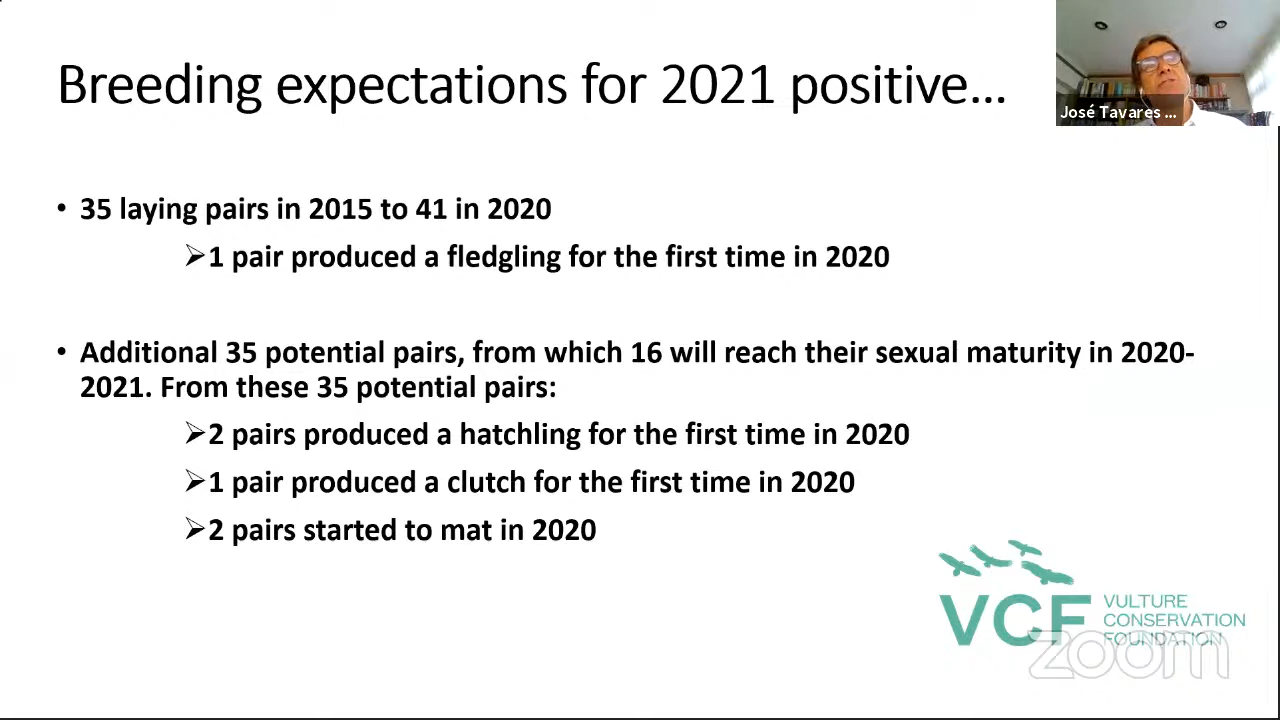 Breeding expectations for 2021 positive...
José Tavares ...
• 35 laying pairs in 2015 to 41 in 2020
➢1 pair produced a fledgling for the first time in 2020
• Additional 35 potential pairs, from which 16 will reach their sexual maturity in 2020-
2021. From these 35 potential pairs:
➢2 pairs produced a hatchling for the first time in 2020
➢1 pair produced a clutch for the first time in 2020
➢2 pairs started to mat in 2020
VCF
VULTURE
CONSERVATION
FOUNDATION
zoom